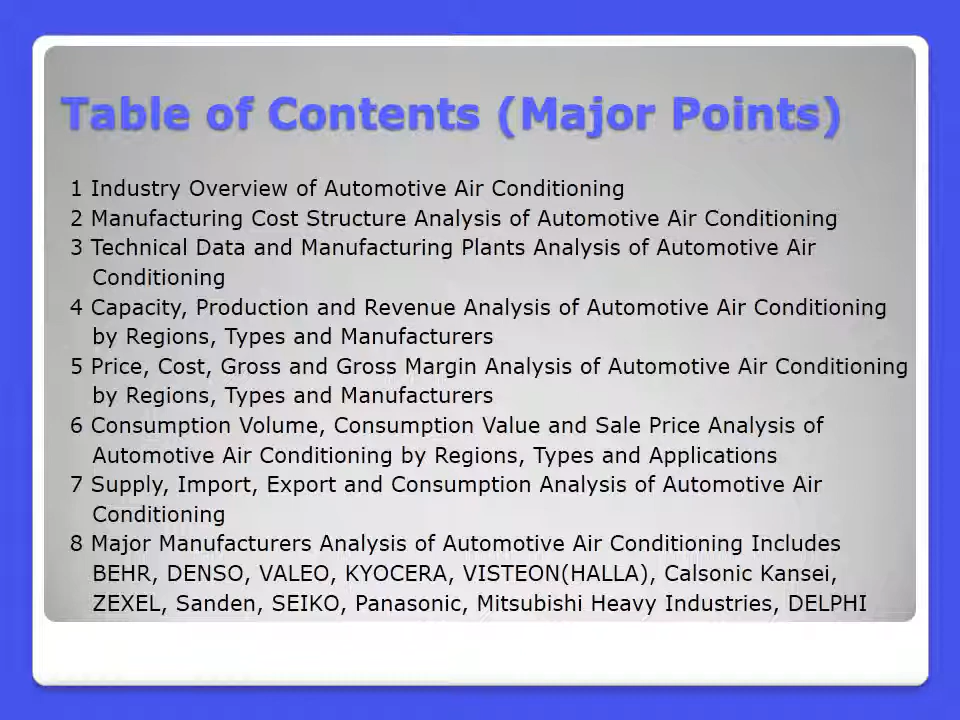 Table of Contents (Major Points)
1 Industry Overview of Automotive Air Conditioning
2 Manufacturing Cost Structure Analysis of Automotive Air Conditioning
3 Technical Data and Manufacturing Plants Analysis of Automotive Air
Conditioning
4 Capacity, Production and Revenue Analysis of Automotive Air Conditioning
by Regions, Types and Manufacturers
5 Price, Cost, Gross and Gross Margin Analysis of Automotive Air Conditioning
by Regions, Types and Manufacturers
6 Consumption Volume, Consumption Value and Sale Price Analysis of
Automotive Air Conditioning by Regions, Types and Applications
7 Supply, Import, Export and Consumption Analysis of Automotive Air
Conditioning
8 Major Manufacturers Analysis of Automotive Air Conditioning Includes
BEHR, DENSO, VALEO, KYOCERA, VISTEON(HALLA), Calsonic Kansei,
ZEXEL, Sanden, SEIKO, Panasonic, Mitsubishi Heavy Industries, DELPHI